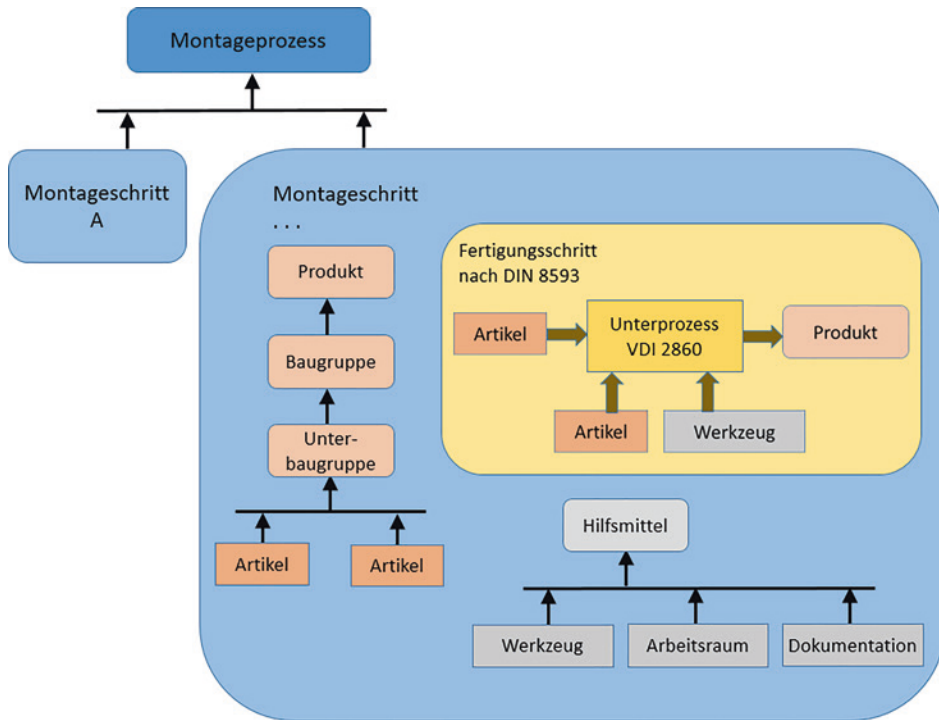 Montageprozess
Montageschritt
A
Montageschritt
. . .
Produkt
Baugruppe
Unter-
baugruppe
Artikel
Artikel
Fertigungsschritt
nach DIN 8593
Artikel
Unterprozess
VDI 2860
Produkt
Artikel
Werkzeug
Hilfsmittel
Werkzeug
Arbeitsraum
Dokumentation